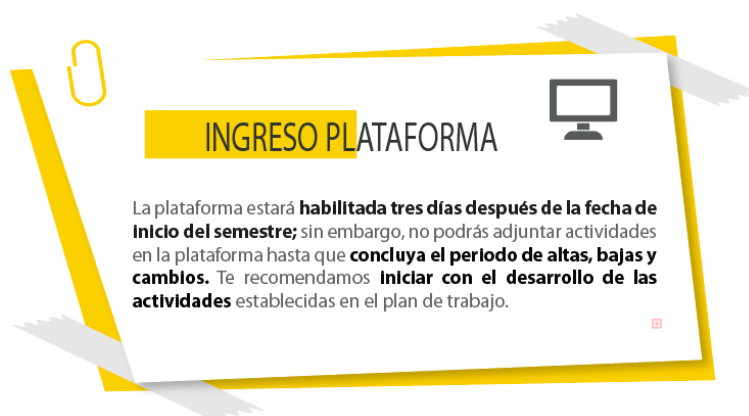 INGRESO PLATAFORMA
La plataforma estará habilitada tres días después de la fecha de
inicio del semestre; sin embargo, no podrás adjuntar actividades
en la plataforma hasta que concluya el periodo de altas, bajas y
cambios. Te recomendamos iniciar con el desarrollo de las
actividades establecidas en el plan de trabajo.